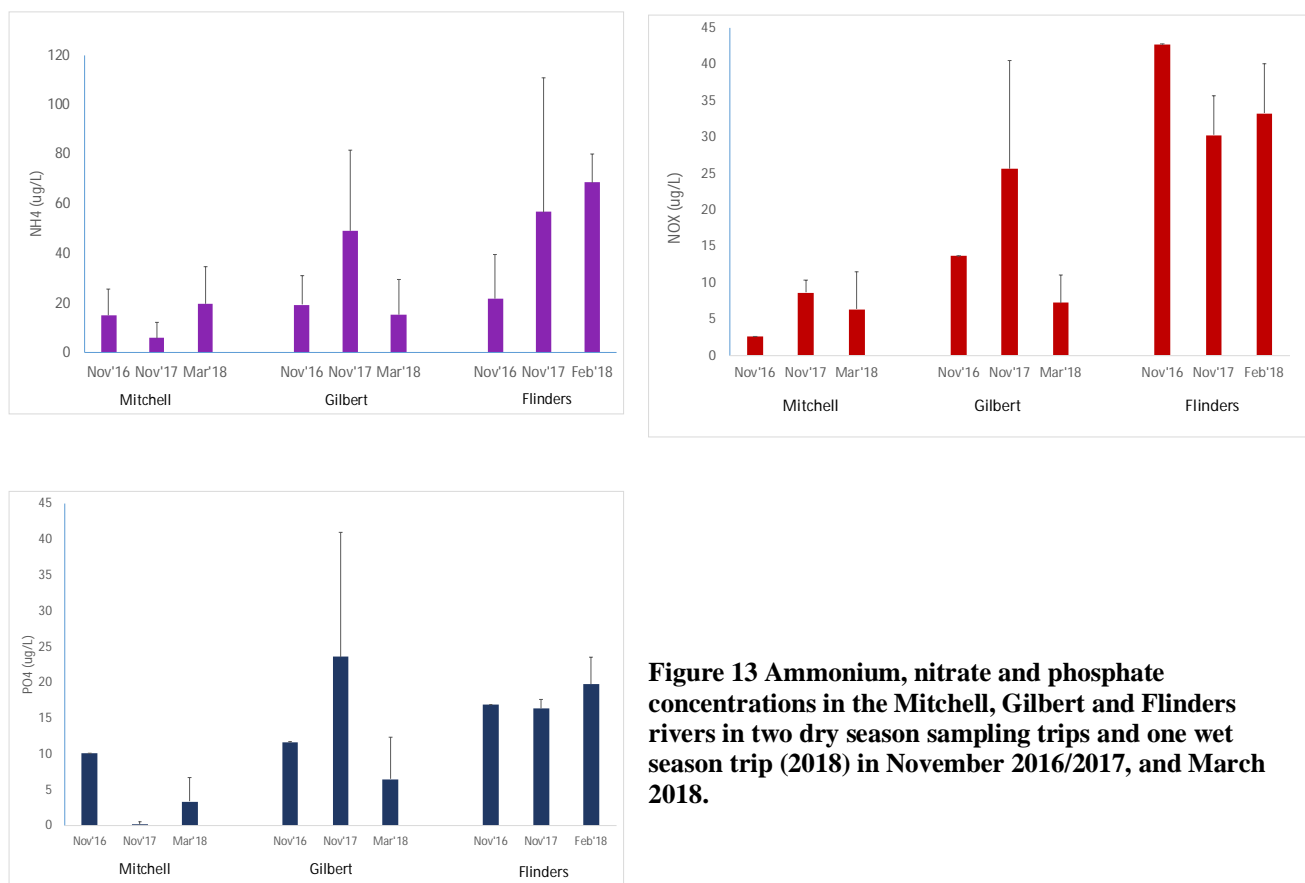 NH4 (ug/L)
120
100
80
60
40
20
0
Nov'16 Nov'17 Mar'18 Nov'16 Nov'17 Mar'18 Nov'16 Nov'17 Feb'18
Mitchell Gilbert Flinders
NOX (ug/L)
45
40
35
30
25
20
15
10
5
0
Nov'16 Nov'17 Mar'18 Nov'16 Nov'17 Mar'18 Nov'16 Nov'17 Feb'18
Mitchell Gilbert Flinders
PO4 (ug/L)
45
40
35
30
25
20
15
10
5
0
Nov'16 Nov'17 Mar'18 Nov'16 Nov'17 Mar'18 Nov'16 Nov'17 Feb'18
Mitchell Gilbert Flinders
Figure 13 Ammonium, nitrate and phosphate
concentrations in the Mitchell, Gilbert and Flinders
rivers in two dry season sampling trips and one wet
season trip (2018) in November 2016/2017, and March
2018.